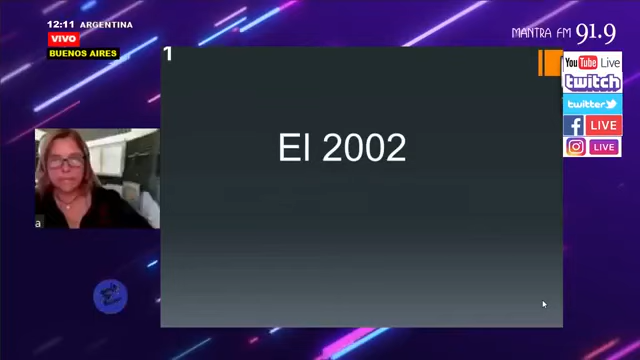 12:11 ARGENTINA
VIVO
BUENOS AIRES
MANTRA FM 91.9
1
El 2002
YouTube Live
twitch
twitter
LIVE
LIVE
a